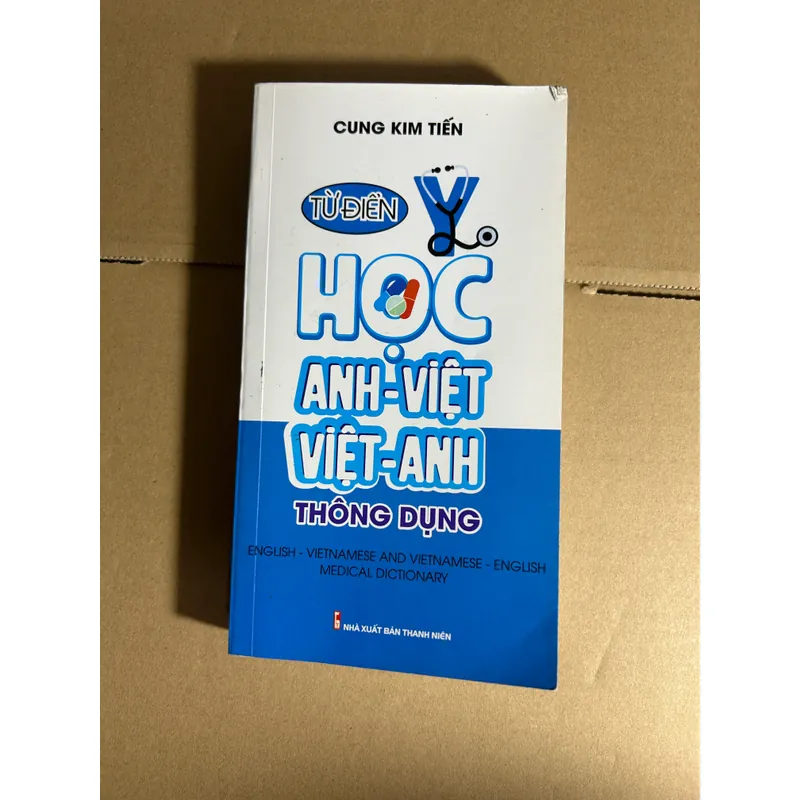 CUNG KIM TIẾN
TỪ ĐIỂN Y
HỌC
ANH-VIỆT
VIỆT-ANH
THÔNG DỤNG
ENGLISH - VIETNAMESE AND VIETNAMESE - ENGLISH
MEDICAL DICTIONARY
NHÀ XUẤT BẢN THANH NIÊN